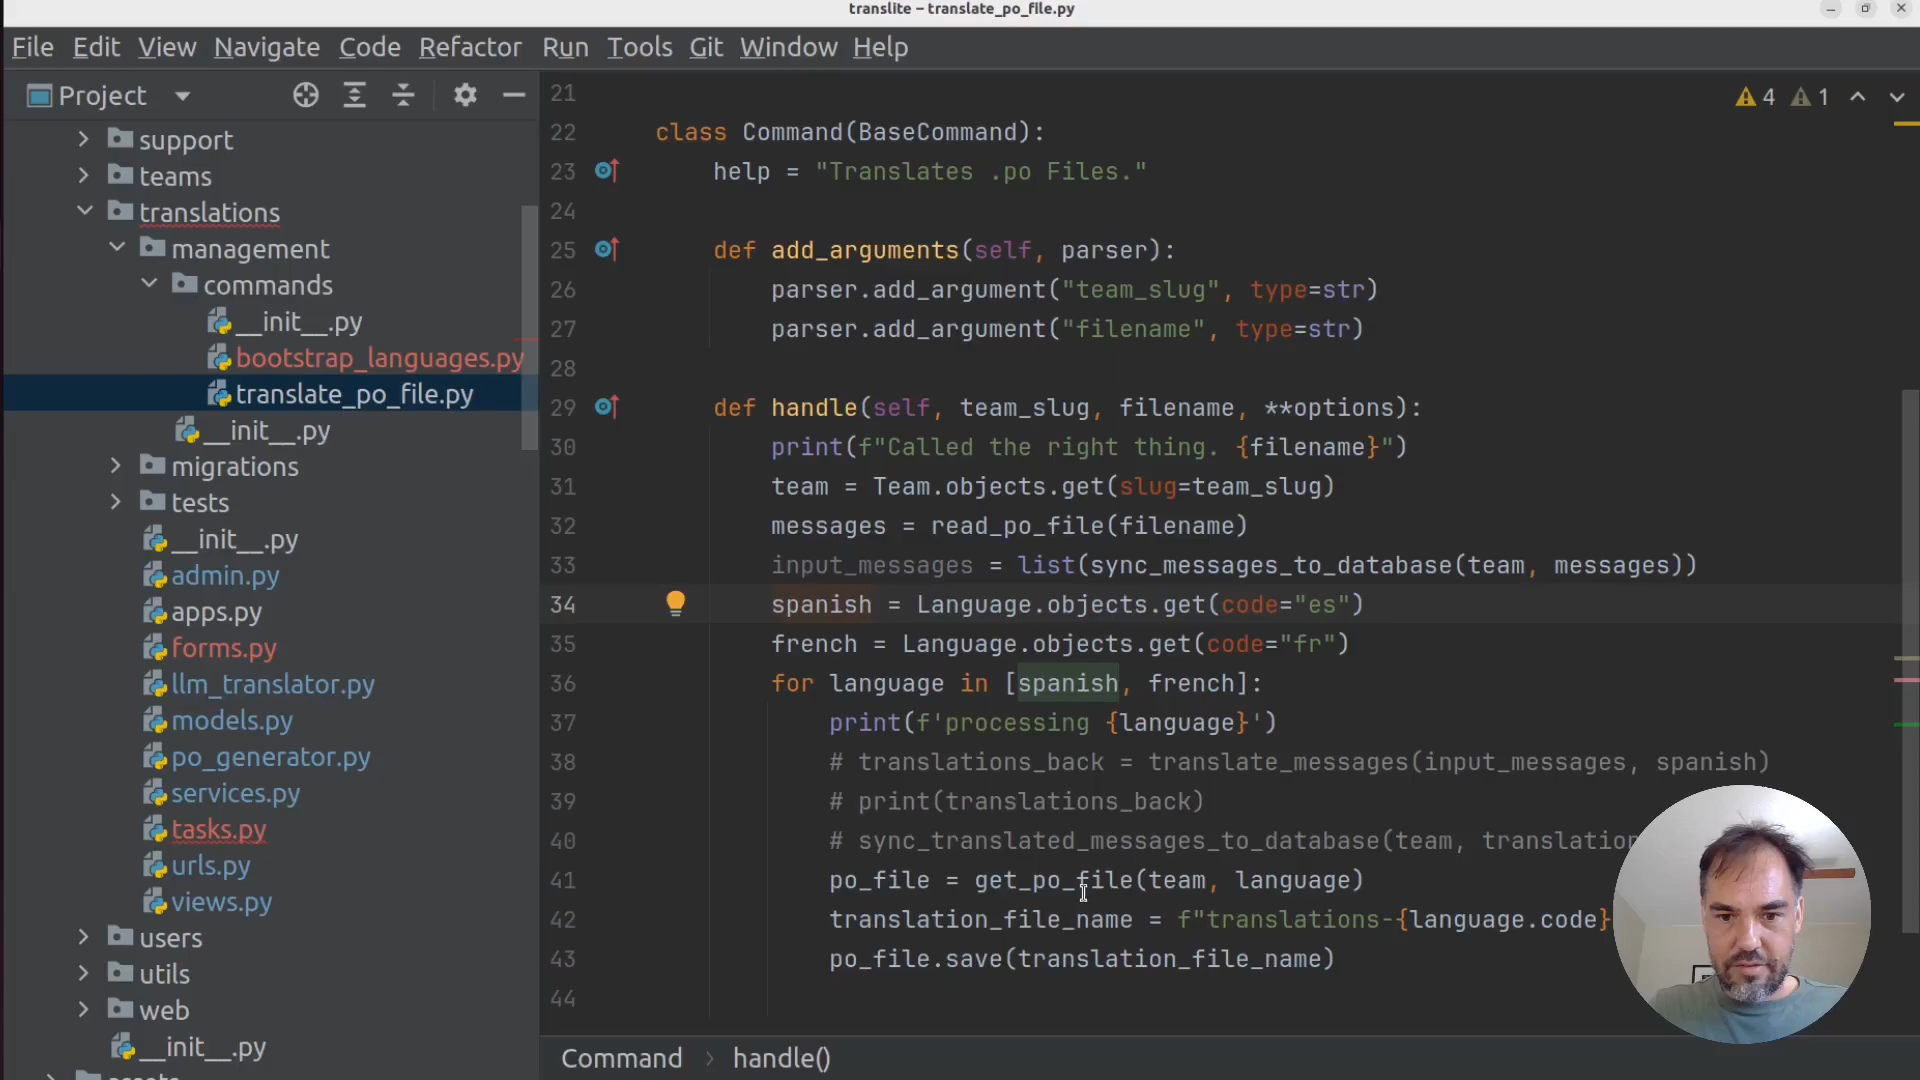 translite – translate_po_file.py
File Edit View Navigate Code Refactor Run Tools Git Window Help
Project
support
teams
translations
management
commands
__init__.py
bootstrap_languages.py
translate_po_file.py
__init__.py
migrations
tests
__init__.py
admin.py
apps.py
forms.py
llm_translator.py
models.py
po_generator.py
services.py
tasks.py
urls.py
views.py
users
utils
web
__init__.py
4 1
21
22 class Command(BaseCommand):
23 help = "Translates .po Files."
24
25 def add_arguments(self, parser):
26 parser.add_argument("team_slug", type=str)
27 parser.add_argument("filename", type=str)
28
29 def handle(self, team_slug, filename, **options):
30 print(f"Called the right thing. {filename}")
31 team = Team.objects.get(slug=team_slug)
32 messages = read_po_file(filename)
33 input_messages = list(sync_messages_to_database(team, messages))
34 spanish = Language.objects.get(code="es")
35 french = Language.objects.get(code="fr")
36 for language in [spanish, french]:
37 print(f'processing {language}')
38 # translations_back = translate_messages(input_messages, spanish)
39 # print(translations_back)
40 # sync_translated_messages_to_database(team,
41 po_file = get_po_file(team, language)
42 translation_file_name = f"translations-{language.code}
43 po_file.save(translation_file_name)
44
Command › handle()